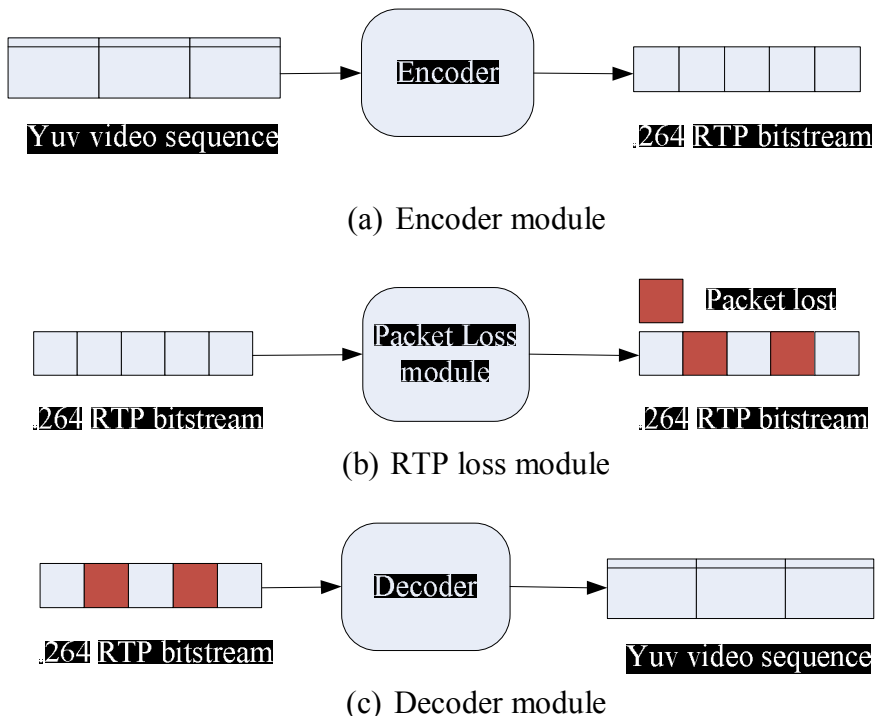 Encoder
Yuv video sequence
.264 RTP bitstream
(a) Encoder module
Packet lost
Packet Loss
module
.264 RTP bitstream
.264 RTP bitstream
(b) RTP loss module
Decoder
.264 RTP bitstream
Yuv video sequence
(c) Decoder module